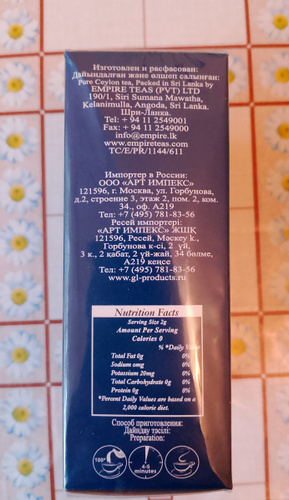 Изготовлен и расфасован:
Дайындалған және өлшеп салынған:
Pure Ceylon tea, Packed in Sri Lanka by
EMPIRE TEAS (PVT) LTD
190/1, Siri Sumana Mawatha,
Kelanimulla, Angoda, Sri Lanka.
Шри-Ланка.
Tel: + 94 11 2549001
Fax: + 94 11 2549000
info@empire.lk
www.empireteas.com
TC/E/PR/1144/611
Импортер в России:
ООО «АРТ ИМПЕКС»
121596, г. Москва, ул. Горбунова,
д.2, строение 3, этаж 2, пом. 2, ком.
34., оф. А219
Тел: +7 (495) 781-83-56
Ресей импортері:
«АРТ ИМПЕКС» ЖШҚ
121596, Ресей, Мәскеу қ.,
Горбунова к-сі, 2 үй,
3 к., 2 қабат, 2 үй-жай, 34 бөлме,
А219 кеңсе
Тел: +7 (495) 781-83-56
www.gl-products.ru
Nutrition Facts
Serving Size 2g
Amount Per Serving
Calories 0
% *Daily Value
Total Fat 0g 0%
Sodium 0mg 0%
Potassium 20mg 0%
Total Carbohydrate 0g 0%
Protein 0g 0%
*Percent Daily Values are based on a
2,000 calorie diet.
Способ приготовления:
Дайындау тәсілі:
Preparation:
100°
4-5
minutes